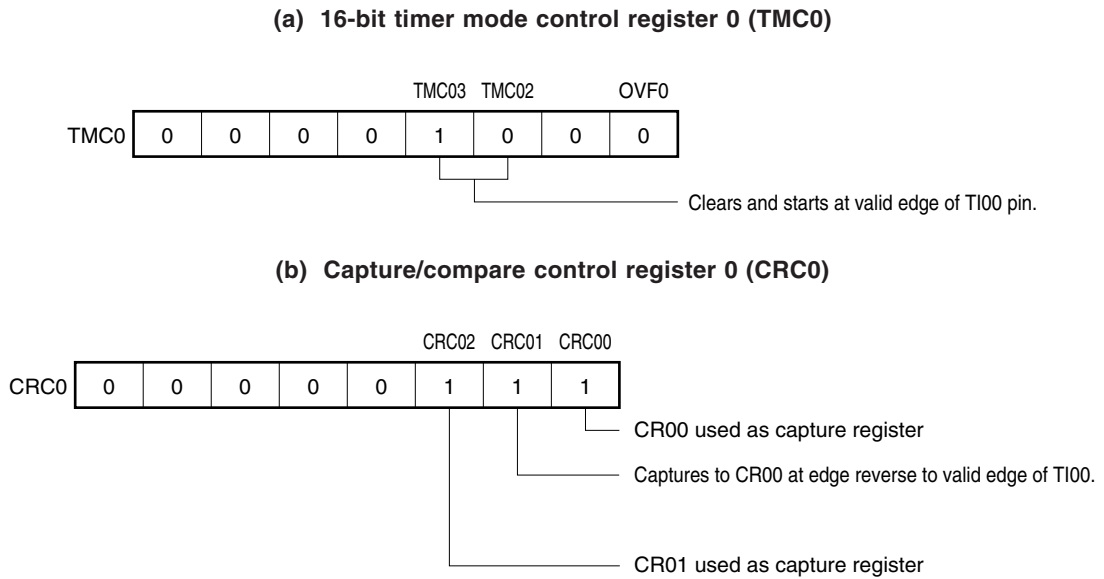 (a) 16-bit timer mode control register 0 (TMC0)
TMC03 TMC02 OVF0
TMC0 0 0 0 0 1 0 0 0
Clears and starts at valid edge of TI00 pin.
(b) Capture/compare control register 0 (CRC0)
CRC02 CRC01 CRC00
CRC0 0 0 0 0 0 1 1 1
CR00 used as capture register
Captures to CR00 at edge reverse to valid edge of TI00.
CR01 used as capture register